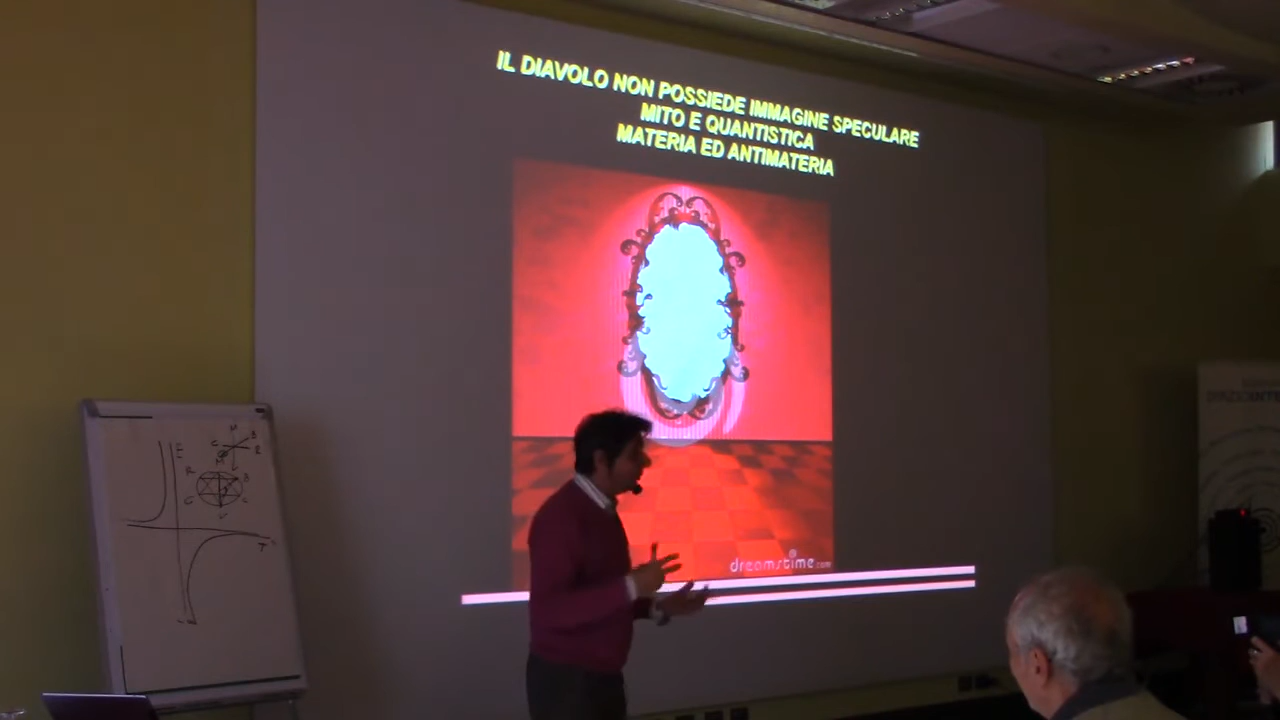 IL DIAVOLO NON POSSIEDE IMMAGINE SPECULARE
MITO E QUANTISTICA
MATERIA ED ANTIMATERIA
dreamstime.com